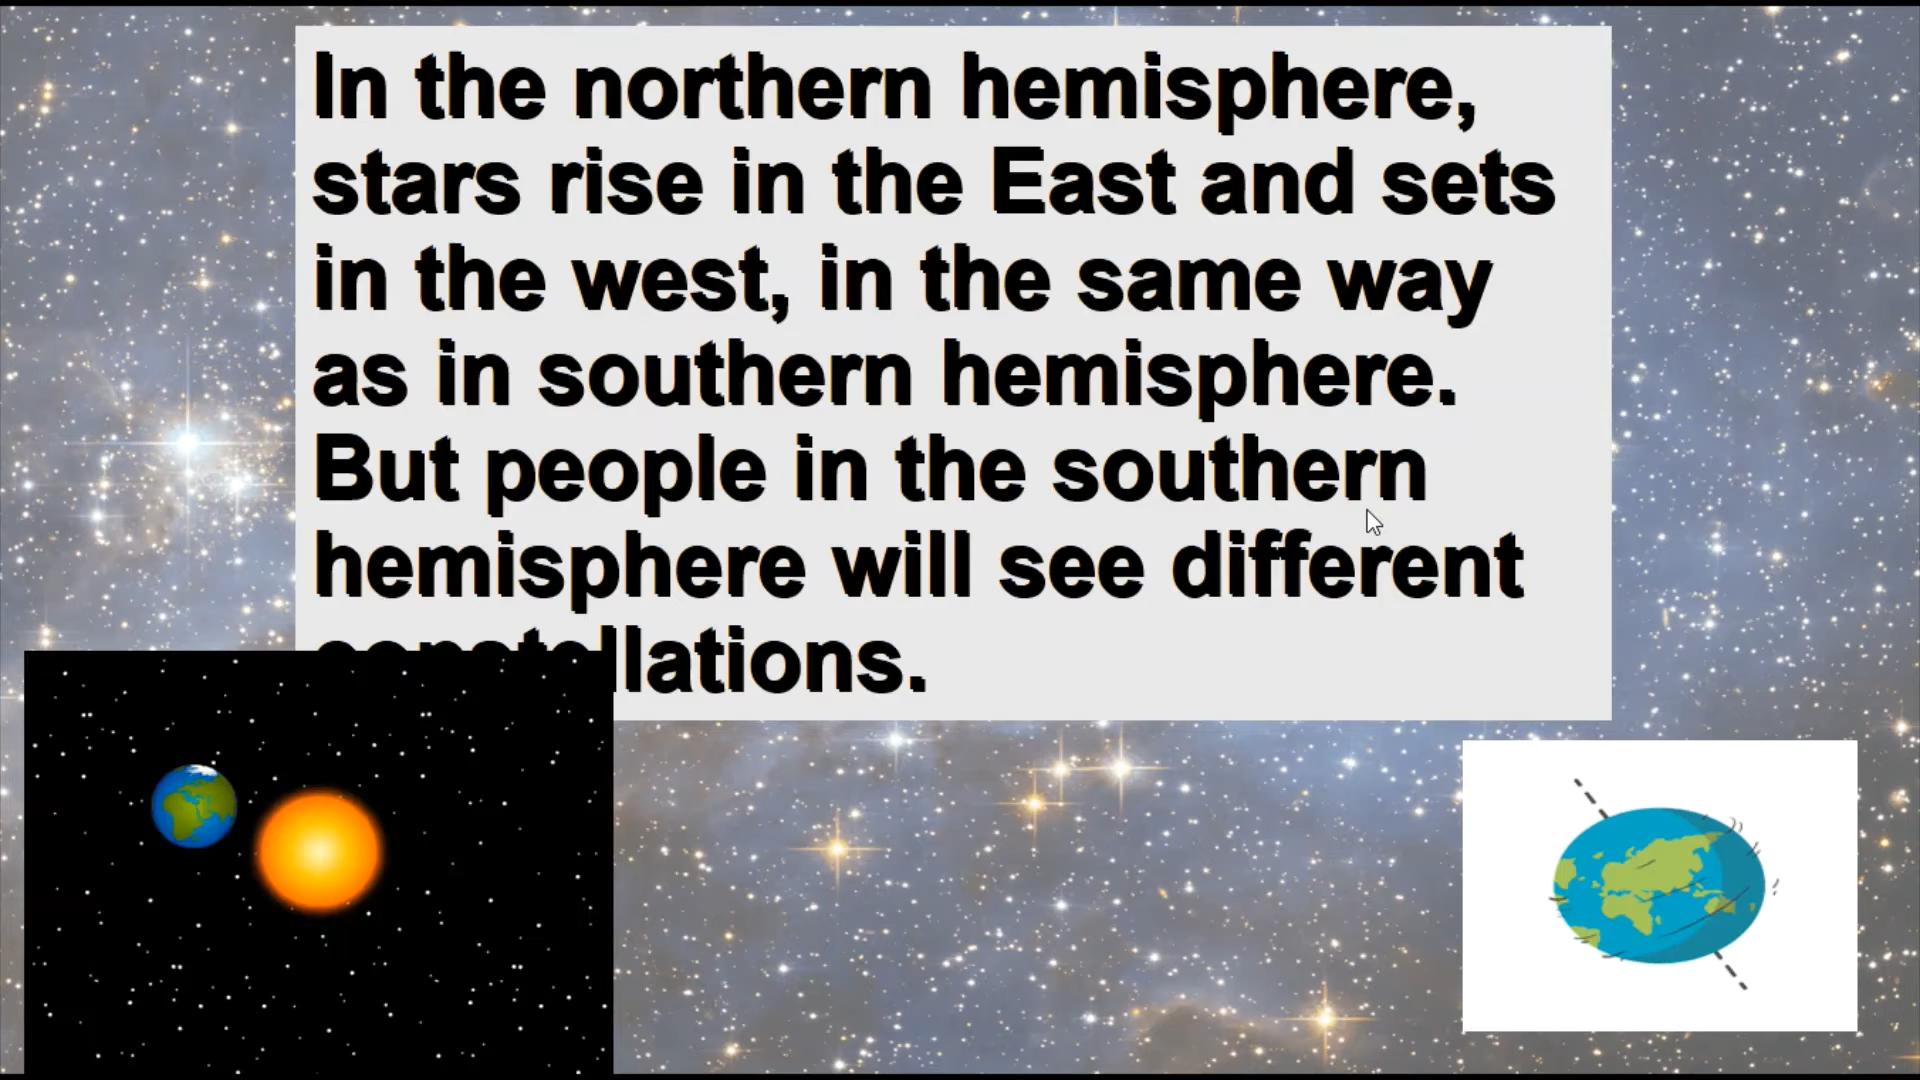 In the northern hemisphere,
stars rise in the East and sets
in the west, in the same way
as in southern hemisphere.
But people in the southern
hemisphere will see different
constellations.